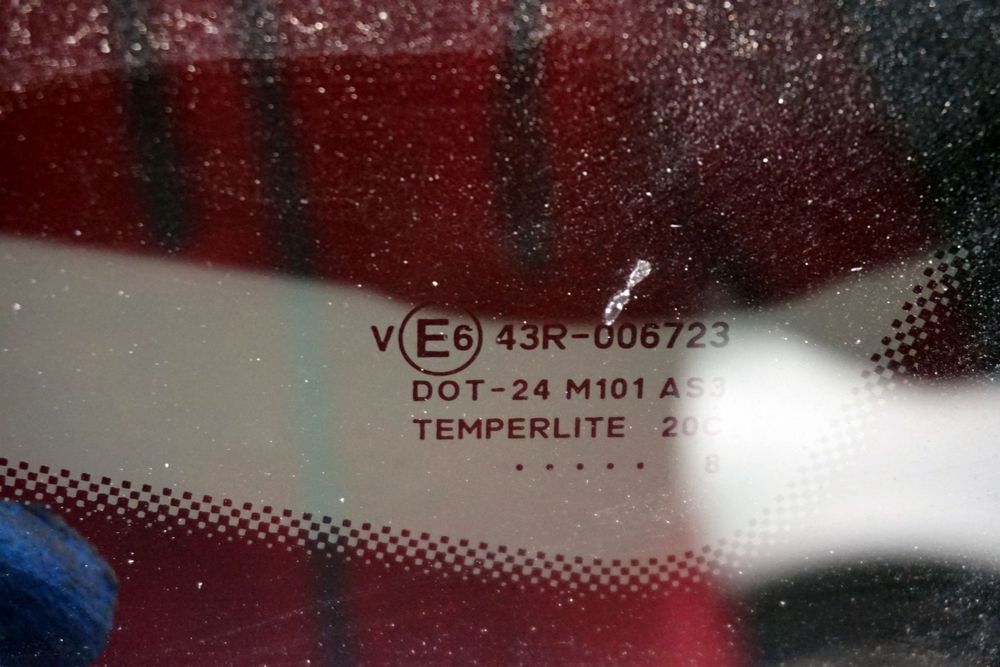 V E6 43R-006723
DOT-24 M101 AS3
TEMPERLITE 20C
..... 8